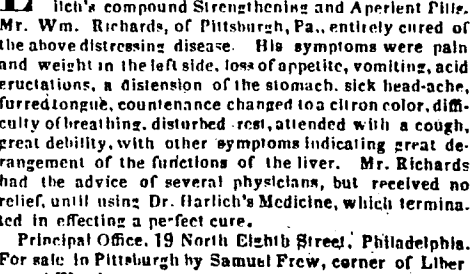 itch's compound Strengthening and Aperient Pills.
Mr. Wm. Richards, of Pittsburgh, Pa., entirely cured of
the above distressing disease. His symptoms were pain
and weight in the left side, loss of appetite, vomiting, acid
eructations, a distension of the stomach. sick head-ache,
furred tongue, countenance changed to a citron color, diffi-
culty of breathing. disturbed rest, attended with a cough,
great debility, with other symptoms indicating great de-
rangement of the functions of the liver. Mr. Richards
had the advice of several physicians, but received no
relief, until using Dr. Harlich's Medicine, which termina-
ted in effecting a perfect cure.
Principal Office. 19 North Eighth Street, Philadelphia.
For sale in Pittsburgh by Samuel Frew, corner of Liber